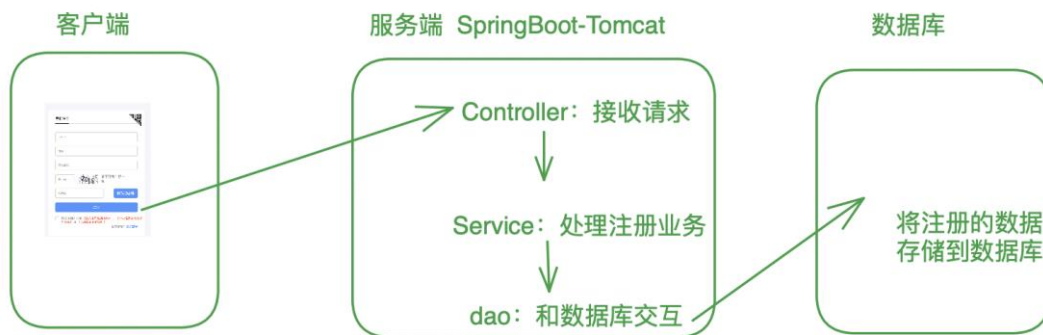 客户端
服务端 SpringBoot-Tomcat
数据库
Controller：接收请求
Service：处理注册业务
dao：和数据库交互
将注册的数据
存储到数据库